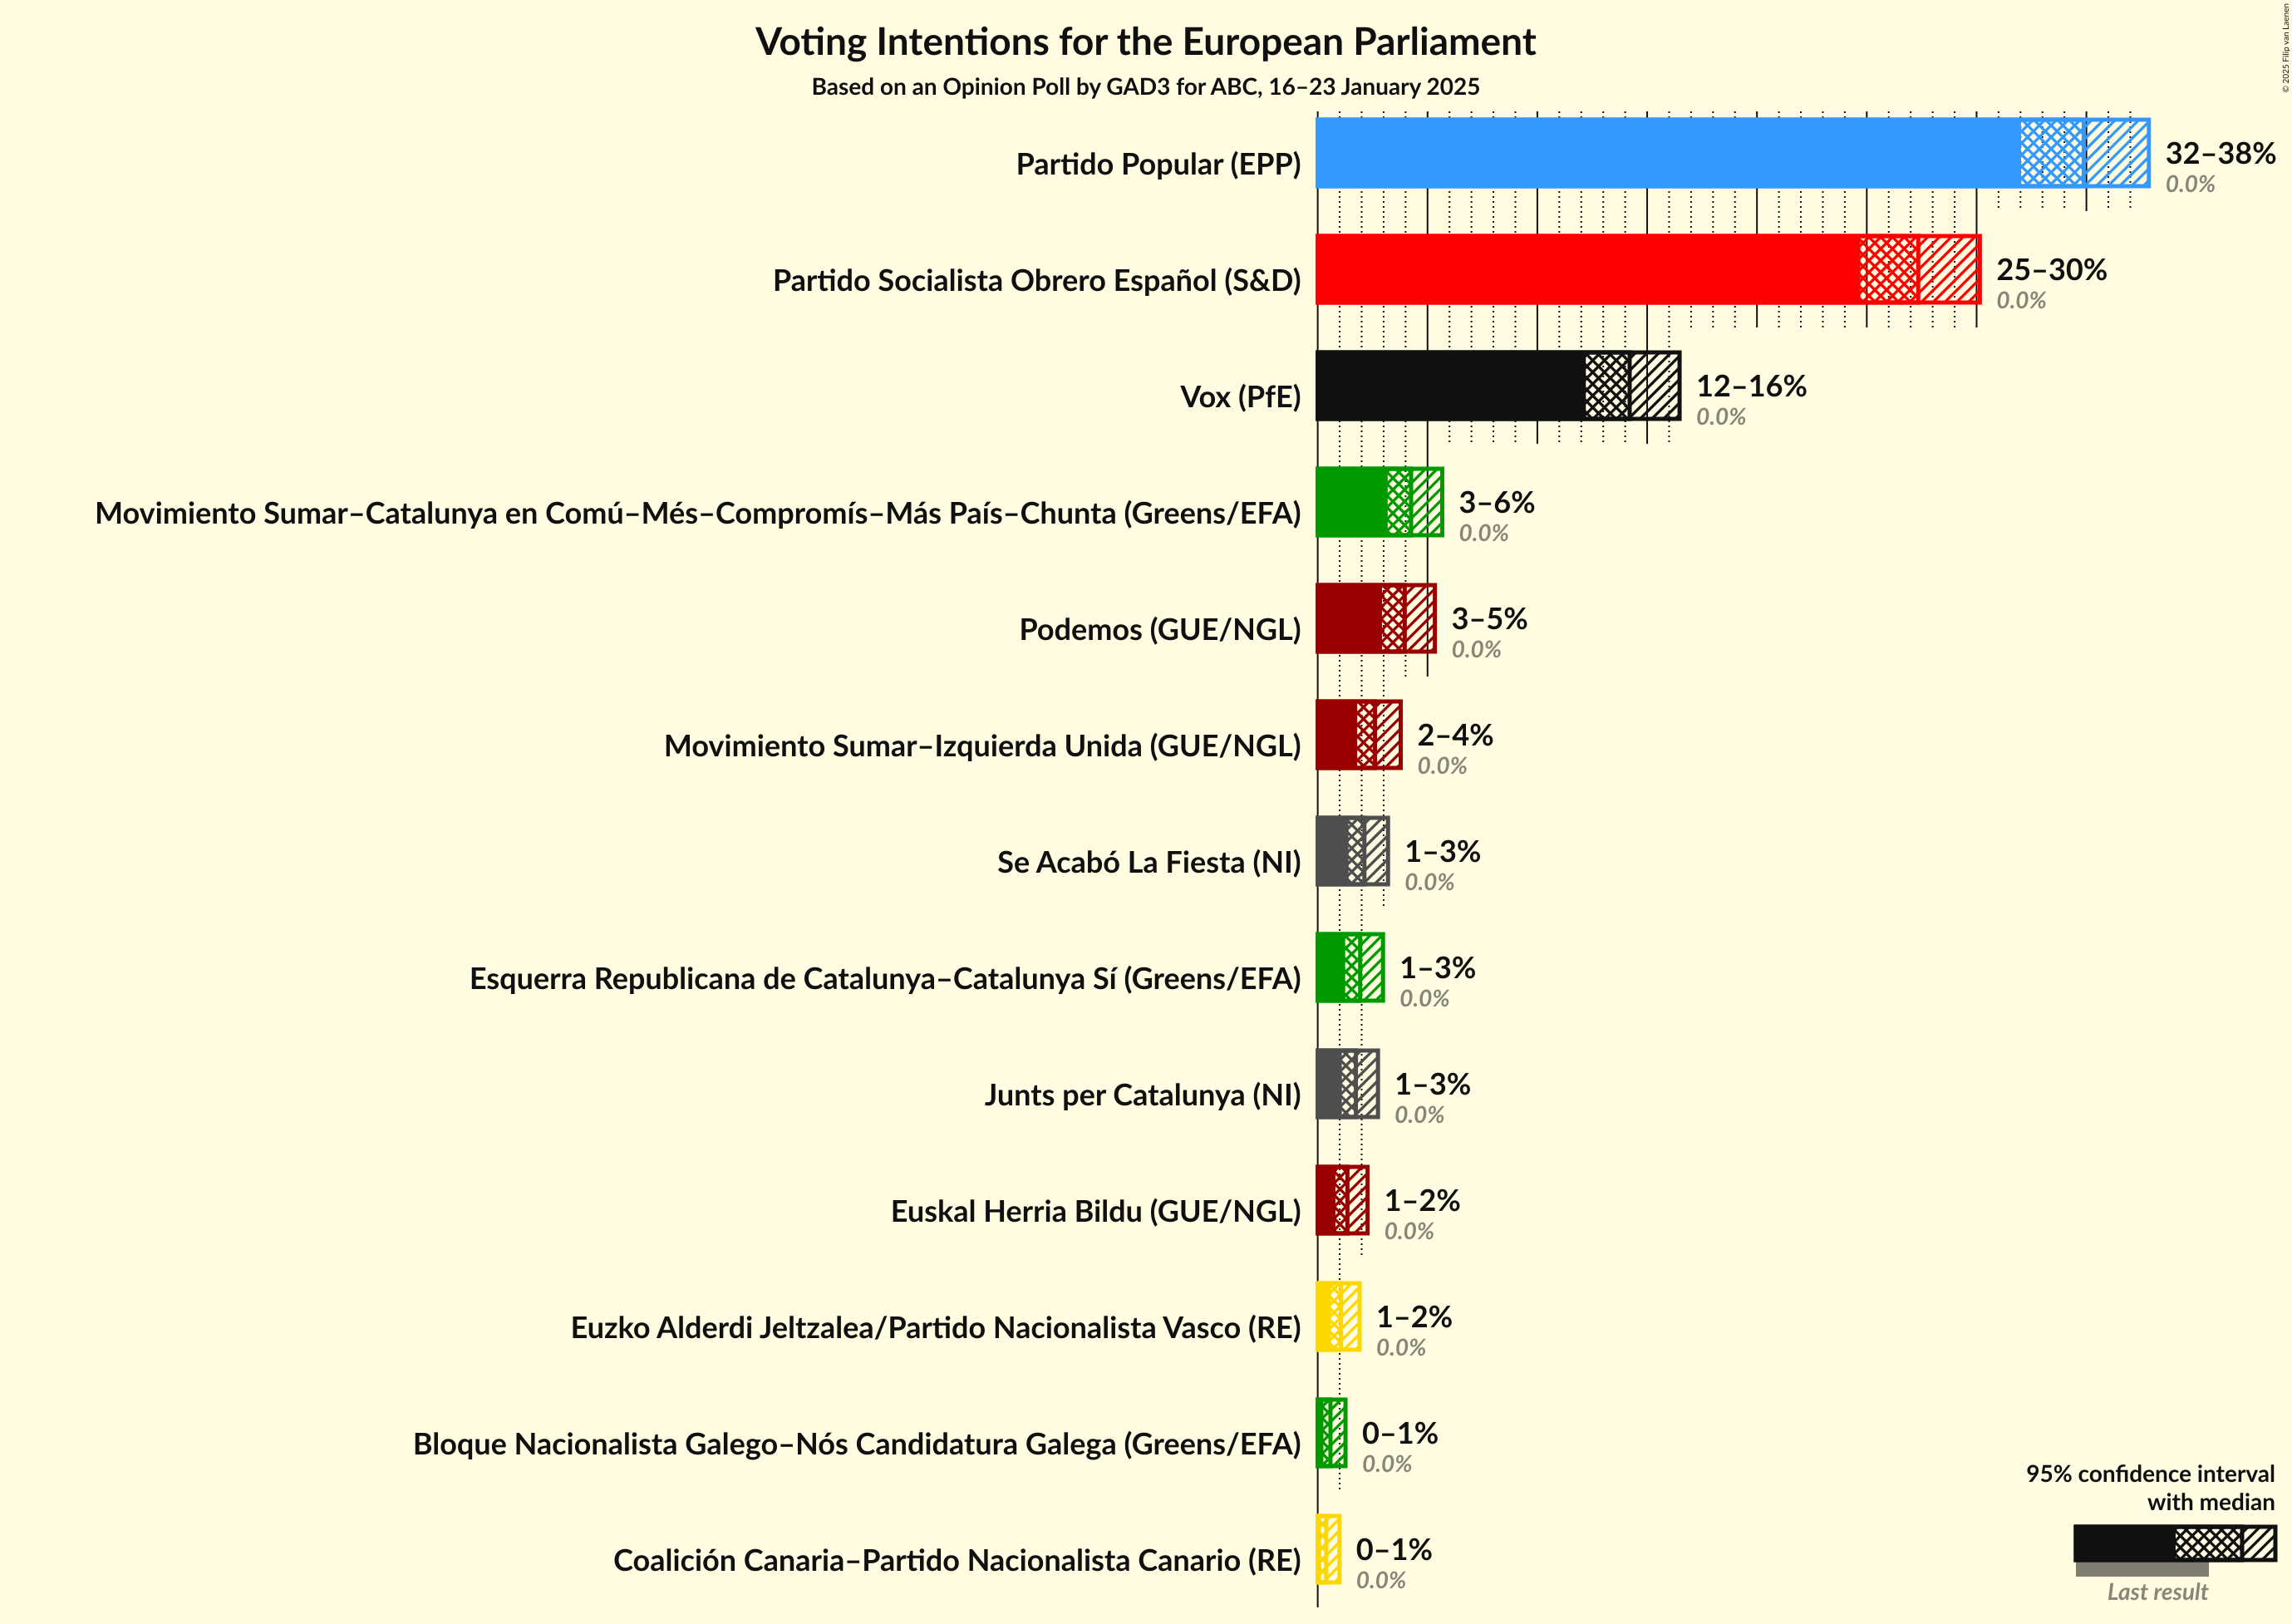 Voting Intentions for the European Parliament
Based on an Opinion Poll by GAD3 for ABC, 16–23 January 2025
© 2025 Filip van Laenen
Partido Popular (EPP)
32–38%
0.0%
Partido Socialista Obrero Español (S&D)
25–30%
0.0%
Vox (PfE)
12–16%
0.0%
Movimiento Sumar–Catalunya en Comú–Més–Compromís–Más País–Chunta (Greens/EFA)
3–6%
0.0%
Podemos (GUE/NGL)
3–5%
0.0%
Movimiento Sumar–Izquierda Unida (GUE/NGL)
2–4%
0.0%
Se Acabó La Fiesta (NI)
1–3%
0.0%
Esquerra Republicana de Catalunya–Catalunya Sí (Greens/EFA)
1–3%
0.0%
Junts per Catalunya (NI)
1–3%
0.0%
Euskal Herria Bildu (GUE/NGL)
1–2%
0.0%
Euzko Alderdi Jeltzalea/Partido Nacionalista Vasco (RE)
1–2%
0.0%
Bloque Nacionalista Galego–Nós Candidatura Galega (Greens/EFA)
0–1%
0.0%
Coalición Canaria–Partido Nacionalista Canario (RE)
0–1%
0.0%
95% confidence interval
with median
Last result